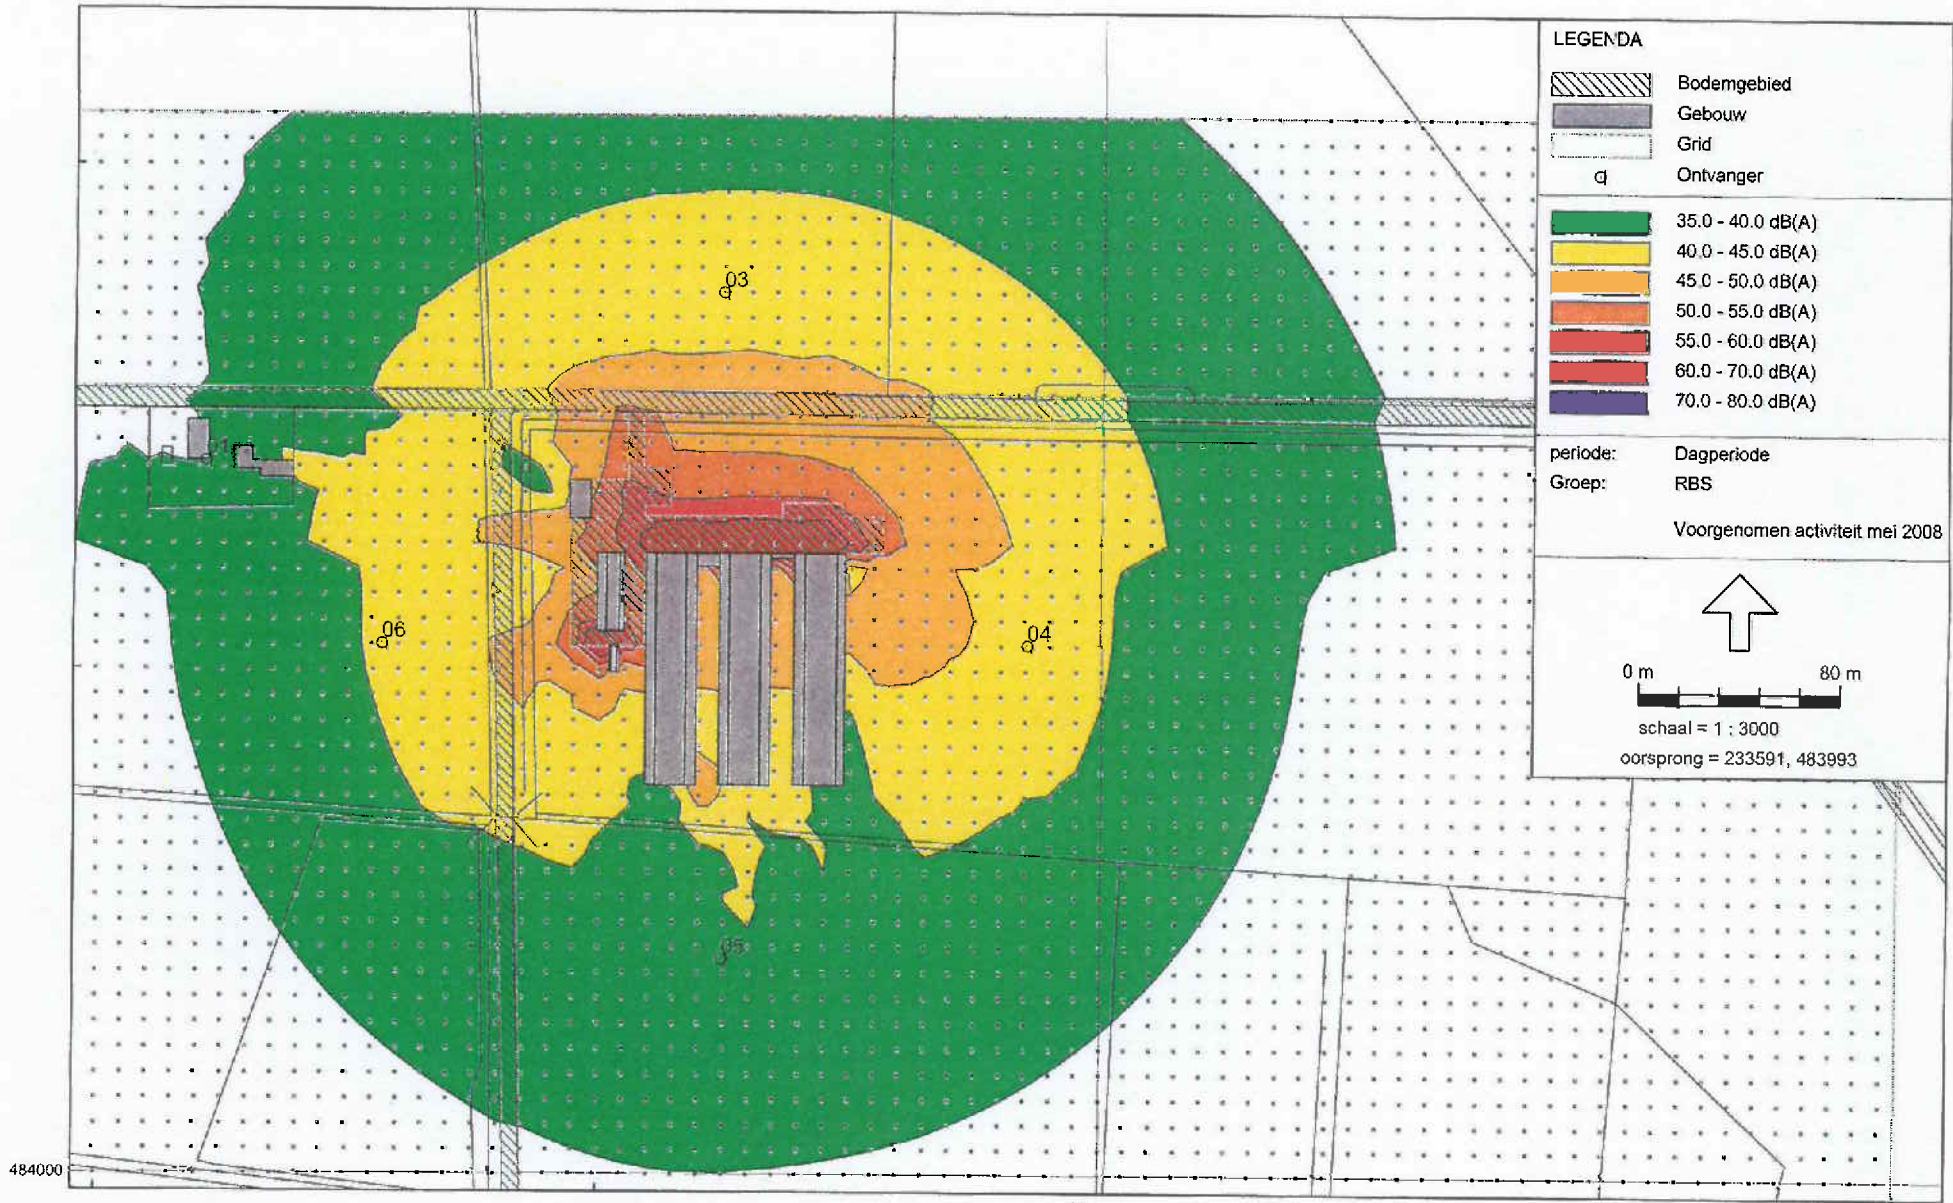 LEGENDA
Bodemgebied
Gebouw
Grid
Ontvanger
35.0 - 40.0 dB(A)
40.0 - 45.0 dB(A)
45.0 - 50.0 dB(A)
50.0 - 55.0 dB(A)
55.0 - 60.0 dB(A)
60.0 - 70.0 dB(A)
70.0 - 80.0 dB(A)
periode: Dagperiode
Groep: RBS
Voorgenomen activiteit mei 2008
0 m 80 m
schaal = 1 : 3000
oorsprong = 233591, 483993
03
06
04
05
484000